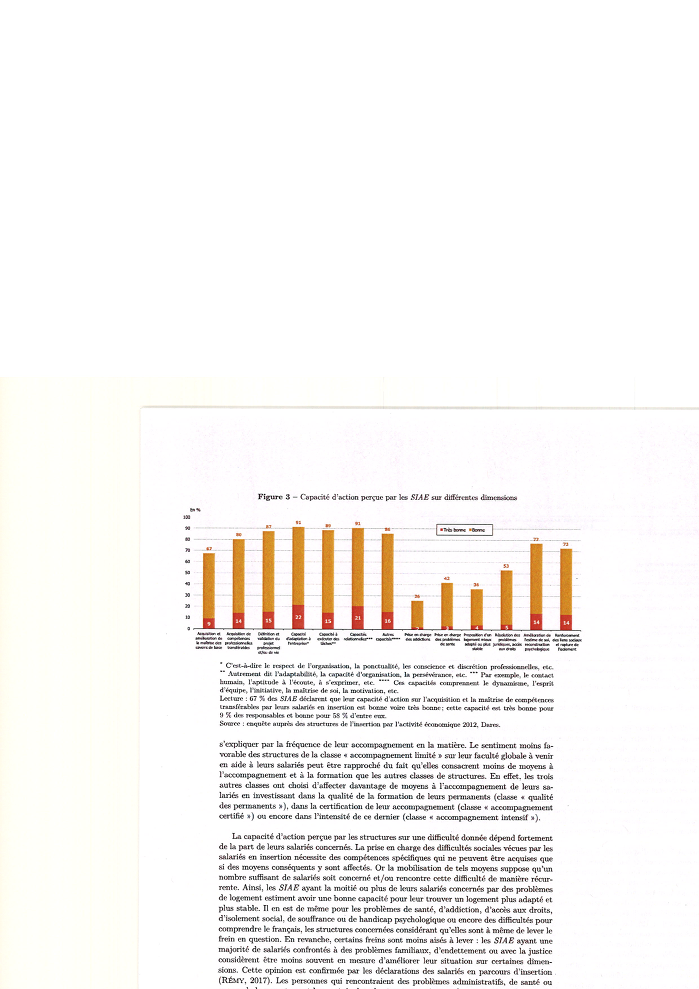 Figure 3 – Capacité d'action perçue par les SIAE sur différentes dimensions
En %
100
90
80
70
60
50
40
30
20
10
0
Très bonne Bonne
67 80 87 91 89 91 86 26 42 36 53 77 73
9 14 15 22 15 21 16 2 3 4 5 14 14
Acquisition et amélioration de la maîtrise des savoirs de base
Acquisition de compétences professionnelles transférables
Définition et validation du projet professionnel et/ou de vie
Capacité d'adaptation à l'entreprise*
Capacité à exécuter des tâches**
Capacités relationnelles***
Autres capacités****
Prise en charge des addictions
Prise en charge des problèmes de santé
Proposition d'un logement mieux adapté ou plus stable
Résolution des problèmes juridiques, accès aux droits
Amélioration de l'estime de soi, reconstruction psychologique
Renforcement des liens sociaux et rupture de l'isolement
* C'est-à-dire le respect de l'organisation, la ponctualité, les conscience et discrétion professionnelles, etc.
** Autrement dit l'adaptabilité, la capacité d'organisation, la persévérance, etc. *** Par exemple, le contact
humain, l'aptitude à l'écoute, à s'exprimer, etc. **** Ces capacités comprennent le dynamisme, l'esprit
d'équipe, l'initiative, la maîtrise de soi, la motivation, etc.
Lecture : 67 % des SIAE déclarent que leur capacité d'action sur l'acquisition et la maîtrise de compétences
transférables par leurs salariés en insertion est bonne voire très bonne ; cette capacité est très bonne pour
9 % des responsables et bonne pour 58 % d'entre eux.
Source : enquête auprès des structures de l'insertion par l'activité économique 2012, Dares.
s'expliquer par la fréquence de leur accompagnement en la matière. Le sentiment moins fa-
vorable des structures de la classe « accompagnement limité » sur leur faculté globale à venir
en aide à leurs salariés peut être rapproché du fait qu'elles consacrent moins de moyens à
l'accompagnement et à la formation que les autres classes de structures. En effet, les trois
autres classes ont choisi d'affecter davantage de moyens à l'accompagnement de leurs sa-
lariés en investissant dans la qualité de la formation de leurs permanents (classe « qualité
des permanents »), dans la certification de leur accompagnement (classe « accompagnement
certifié ») ou encore dans l'intensité de ce dernier (classe « accompagnement intensif »).
La capacité d'action perçue par les structures sur une difficulté donnée dépend fortement
de la part de leurs salariés concernés. La prise en charge des difficultés sociales vécues par les
salariés en insertion nécessite des compétences spécifiques qui ne peuvent être acquises que
si des moyens conséquents y sont affectés. Or la mobilisation de tels moyens suppose qu'un
nombre suffisant de salariés soit concerné et/ou rencontre cette difficulté de manière récur-
rente. Ainsi, les SIAE ayant la moitié ou plus de leurs salariés concernés par des problèmes
de logement estiment avoir une bonne capacité pour leur trouver un logement plus adapté et
plus stable. Il en est de même pour les problèmes de santé, d'addiction, d'accès aux droits,
d'isolement social, de souffrance ou de handicap psychologique ou encore des difficultés pour
comprendre le français, les structures concernées considérant qu'elles sont à même de lever le
frein en question. En revanche, certains freins sont moins aisés à lever : les SIAE ayant une
majorité de salariés confrontés à des problèmes familiaux, d'endettement ou avec la justice
considèrent être moins souvent en mesure d'améliorer leur situation sur certaines dimen-
sions. Cette opinion est confirmée par les déclarations des salariés en parcours d'insertion
(RÉMY, 2017). Les personnes qui rencontraient des problèmes administratifs, de santé ou